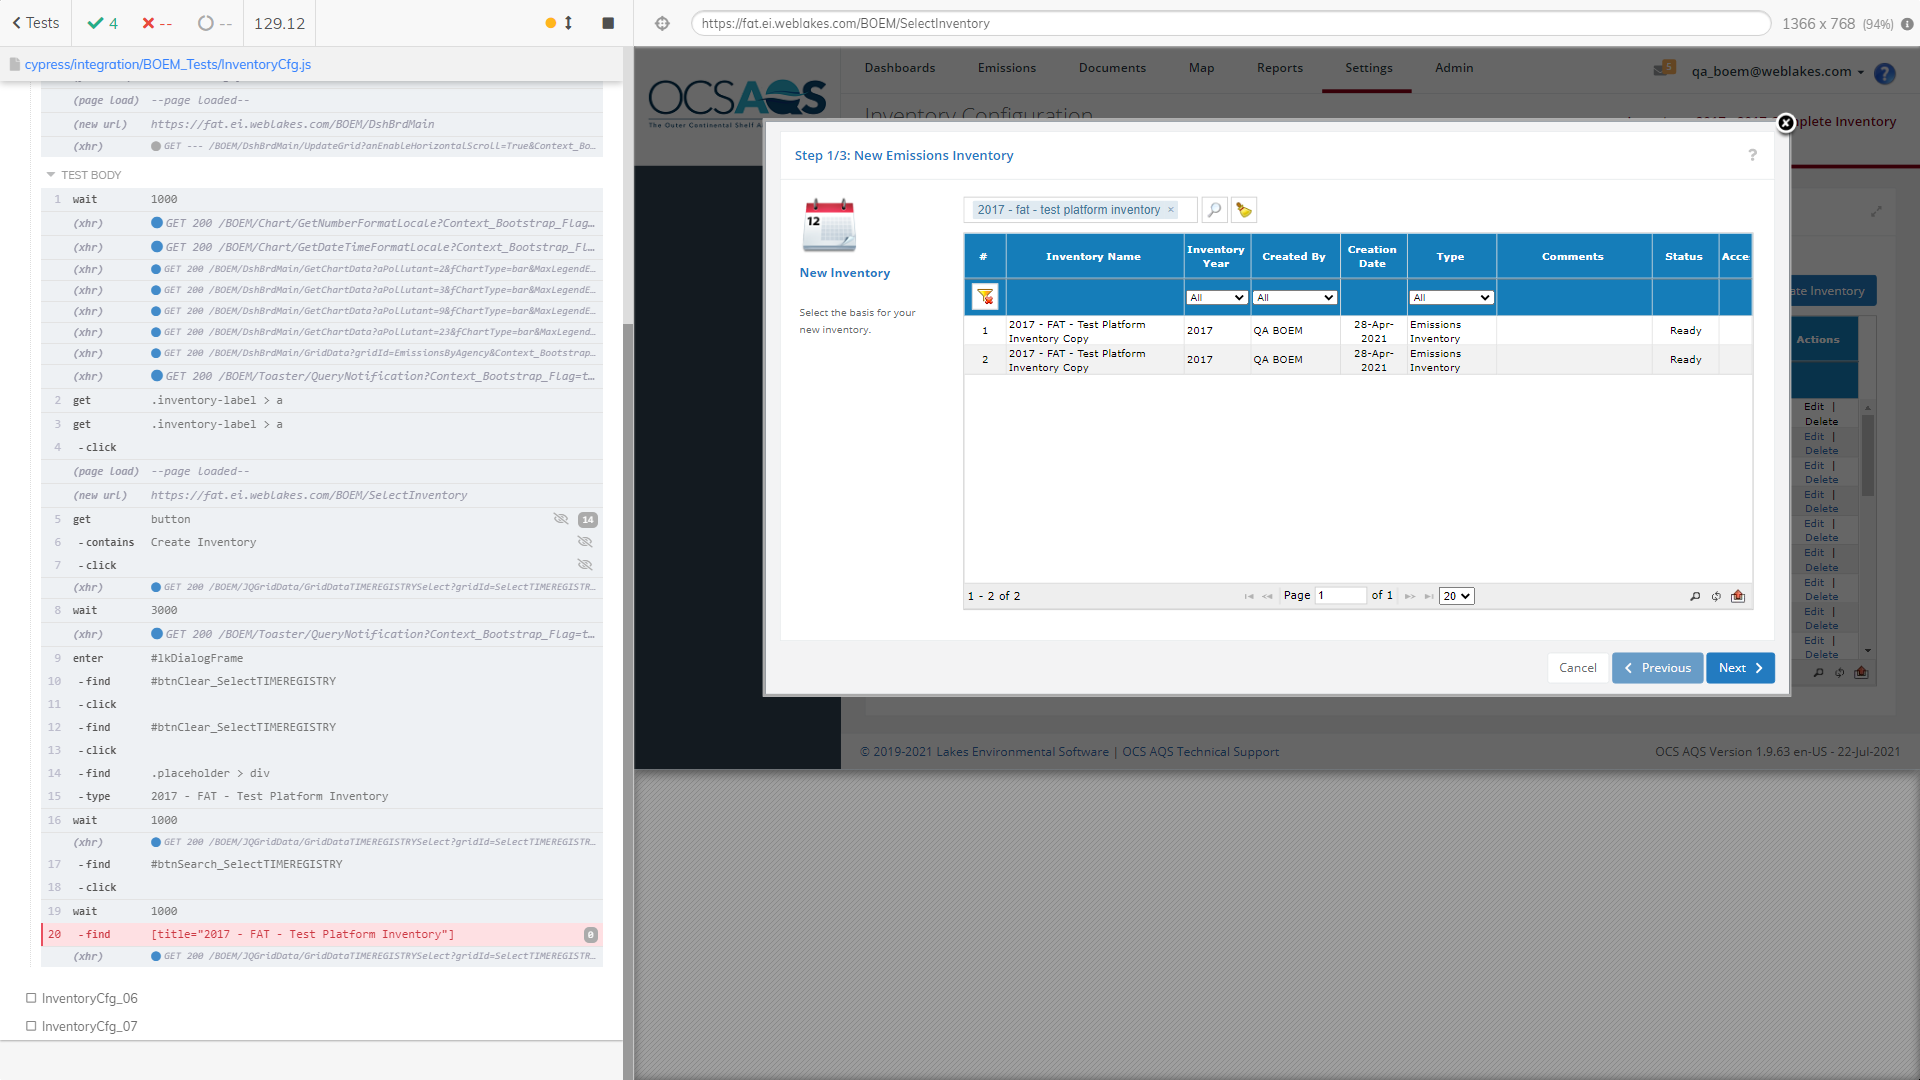 Tests
4
--
--
129.12
https://fat.ei.weblakes.com/BOEM/SelectInventory
1366 x 768 (94%)
cypress/integration/BOEM_Tests/InventoryCfg.js
(page load) --page loaded--
(new url) https://fat.ei.weblakes.com/BOEM/DshBrdMain
(xhr) GET --- /BOEM/DshBrdMain/UpdateGrid?anEnableHorizontalScroll=True&Context_Bo...
TEST BODY
1 wait 1000
(xhr) GET 200 /BOEM/Chart/GetNumberFormatLocale?Context_Bootstrap_Flag...
(xhr) GET 200 /BOEM/Chart/GetDateTimeFormatLocale?Context_Bootstrap_Fl...
(xhr) GET 200 /BOEM/DshBrdMain/GetChartData?aPollutant=2&fChartType=bar&MaxLegendE...
(xhr) GET 200 /BOEM/DshBrdMain/GetChartData?aPollutant=3&fChartType=bar&MaxLegendE...
(xhr) GET 200 /BOEM/DshBrdMain/GetChartData?aPollutant=9&fChartType=bar&MaxLegendE...
(xhr) GET 200 /BOEM/DshBrdMain/GetChartData?aPollutant=23&fChartType=bar&MaxLegend...
(xhr) GET 200 /BOEM/DshBrdMain/GridData?gridId=EmissionsByAgency&Context_Bootstrap...
(xhr) GET 200 /BOEM/Toaster/QueryNotification?Context_Bootstrap_Flag=t...
2 get .inventory-label > a
3 get .inventory-label > a
4 -click
(page load) --page loaded--
(new url) https://fat.ei.weblakes.com/BOEM/SelectInventory
5 get button 14
6 -contains Create Inventory
7 -click
(xhr) GET 200 /BOEM/JQGridData/GridDataTIMEREGISTRYSelect?gridId=SelectTIMEREGISTR...
8 wait 3000
(xhr) GET 200 /BOEM/Toaster/QueryNotification?Context_Bootstrap_Flag=t...
9 enter #lkDialogFrame
10 -find #btnClear_SelectTIMEREGISTRY
11 -click
12 -find #btnClear_SelectTIMEREGISTRY
13 -click
14 -find .placeholder > div
15 -type 2017 - FAT - Test Platform Inventory
16 wait 1000
(xhr) GET 200 /BOEM/JQGridData/GridDataTIMEREGISTRYSelect?gridId=SelectTIMEREGISTR...
17 -find #btnSearch_SelectTIMEREGISTRY
18 -click
19 wait 1000
20 -find [title="2017 - FAT - Test Platform Inventory"] 0
(xhr) GET 200 /BOEM/JQGridData/GridDataTIMEREGISTRYSelect?gridId=SelectTIMEREGISTR...
InventoryCfg_06
InventoryCfg_07
OCSAQS
The Outer Continental Shelf A
Dashboards Emissions Documents Map Reports Settings Admin
5 qa_boem@weblakes.com ?
Inventory Configuration
plete Inventory
Step 1/3: New Emissions Inventory ?
12
New Inventory
Select the basis for your
new inventory.
2017 - fat - test platform inventory ×
# Inventory Name Inventory Year Created By Creation Date Type Comments Status Acce
All All All
1 2017 - FAT - Test Platform Inventory Copy 2017 QA BOEM 28-Apr-2021 Emissions Inventory Ready
2 2017 - FAT - Test Platform Inventory Copy 2017 QA BOEM 28-Apr-2021 Emissions Inventory Ready
1 - 2 of 2 Page 1 of 1 20
Cancel Previous Next
te Inventory
Actions
Edit |
Delete
Edit |
Delete
Edit |
Delete
Edit |
Delete
Edit |
Delete
Edit |
Delete
Edit |
Delete
Edit |
Delete
Edit |
Delete
© 2019-2021 Lakes Environmental Software | OCS AQS Technical Support
OCS AQS Version 1.9.63 en-US - 22-Jul-2021